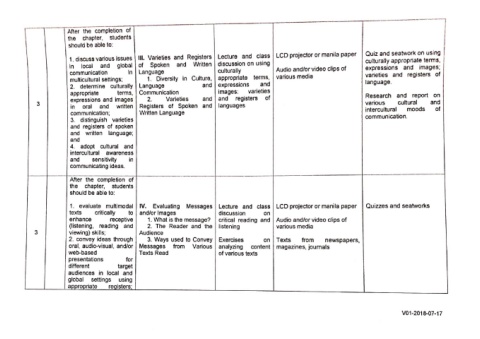 After the completion of
the chapter, students
should be able to:
1. discuss various issues
in local and global
communication in
multicultural settings;
2. determine culturally
appropriate terms,
expressions and images
in oral and written
communication;
3. distinguish varieties
and registers of spoken
and written language;
and
4. adopt cultural and
intercultural awareness
and sensitivity in
communicating ideas.
III. Varieties and Registers
of Spoken and Written
Language
1. Diversity in Culture,
Language and
Communication
2. Varieties and
Registers of Spoken and
Written Language
Lecture and class
discussion on using
culturally
appropriate terms,
expressions and
images; varieties
and registers of
languages
LCD projector or manila paper
Audio and/or video clips of
various media
Quiz and seatwork on using
culturally appropriate terms,
expressions and images;
varieties and registers of
language.
Research and report on
various cultural and
intercultural moods of
communication.
3
After the completion of
the chapter, students
should be able to:
1. evaluate multimodal
texts critically to
enhance receptive
(listening, reading and
viewing) skills;
2. convey ideas through
oral, audio-visual, and/or
web-based
presentations for
different target
audiences in local and
global settings using
appropriate registers;
IV. Evaluating Messages
and/or Images
1. What is the message?
2. The Reader and the
Audience
3. Ways used to Convey
Messages from Various
Texts Read
Lecture and class
discussion on
critical reading and
listening
Exercises on
analyzing content
of various texts
LCD projector or manila paper
Audio and/or video clips of
various media
Texts from newspapers,
magazines, journals
Quizzes and seatworks
3
V01-2018-07-17